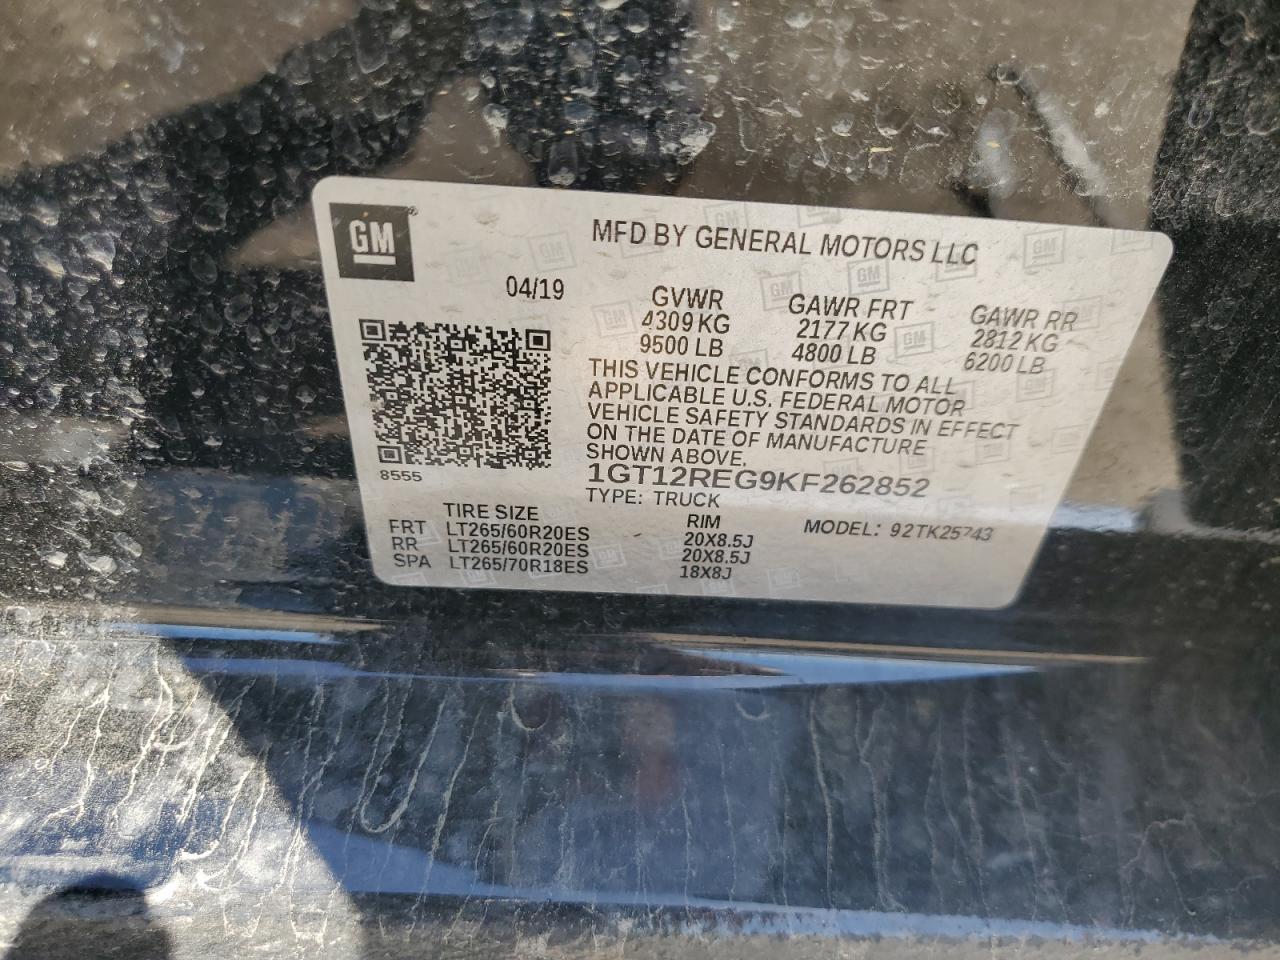 GM
MFD BY GENERAL MOTORS LLC
04/19
GVWR
4309 KG
9500 LB
GAWR FRT
2177 KG
4800 LB
GAWR RR
2812 KG
6200 LB
THIS VEHICLE CONFORMS TO ALL
APPLICABLE U.S. FEDERAL MOTOR
VEHICLE SAFETY STANDARDS IN EFFECT
ON THE DATE OF MANUFACTURE
SHOWN ABOVE.
8555
1GT12REG9KF262852
TYPE: TRUCK
MODEL: 92TK25743
TIRE SIZE RIM
FRT LT265/60R20ES 20X8.5J
RR LT265/60R20ES 20X8.5J
SPA LT265/70R18ES 18X8J